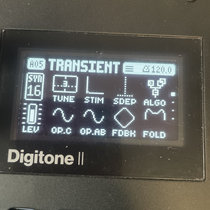 A05 TRANSIENT 120.0
SYN
16
TUNE STIM SDEP ALGO
LEV OP.C OP.AB FDBK FOLD
Digitone II